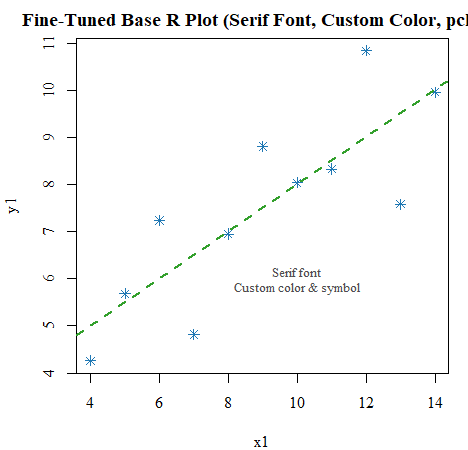 Fine-Tuned Base R Plot (Serif Font, Custom Color, pch
11
10
9
8
7
6
5
4
y1
Serif font
Custom color & symbol
4 6 8 10 12 14
x1